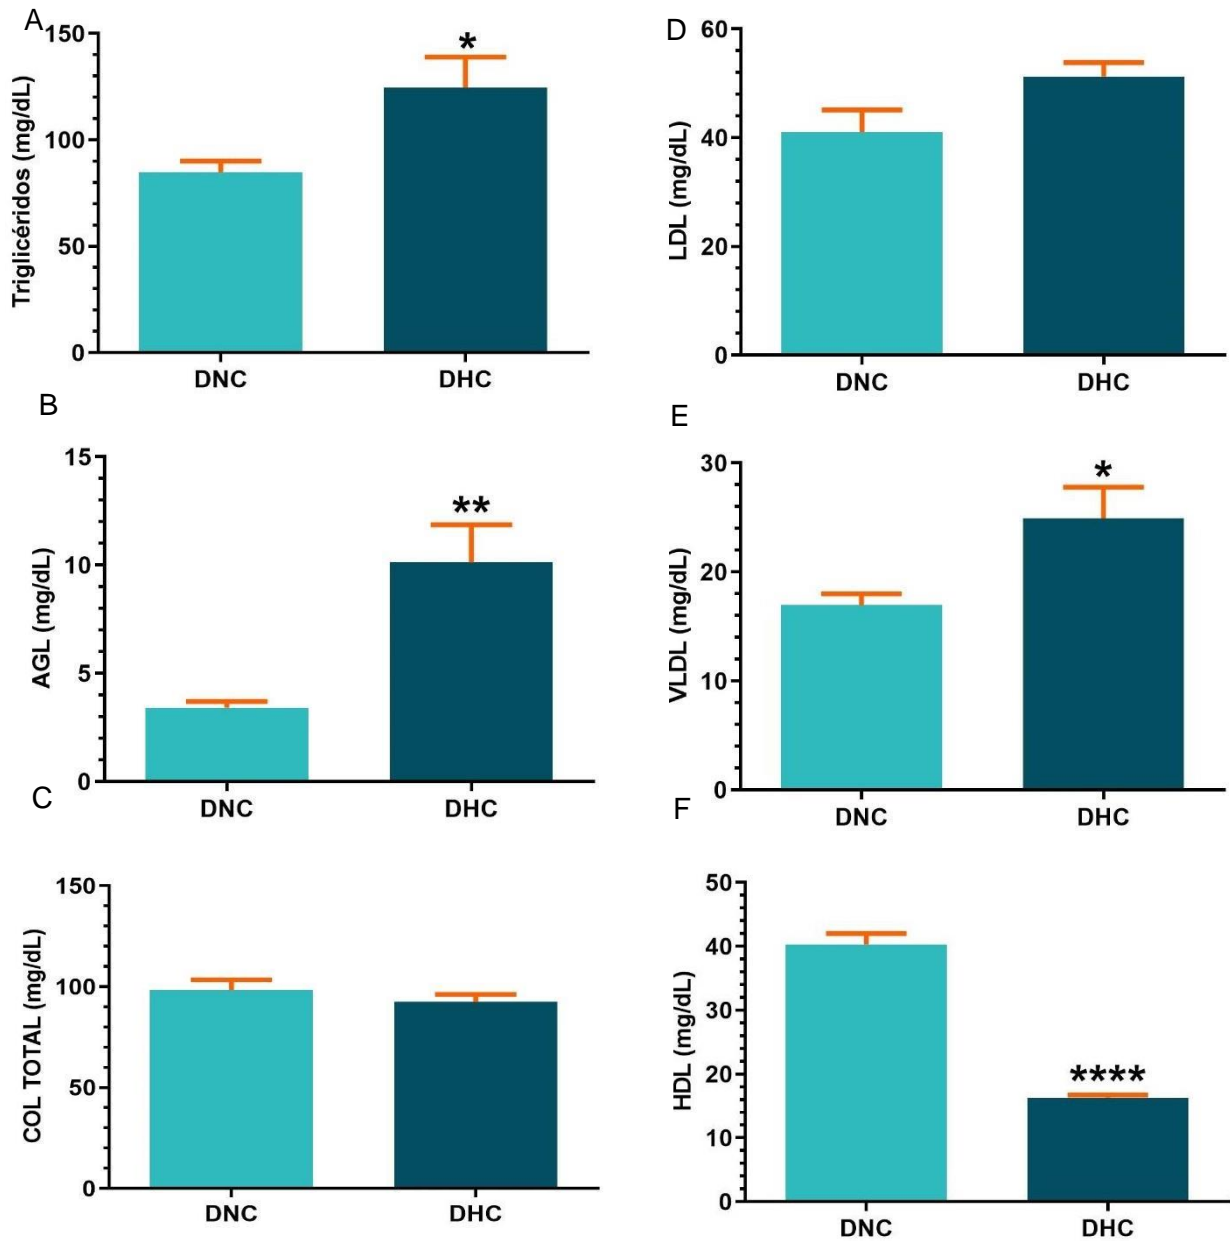 A
Triglicéridos (mg/dL)
150
100
50
0
*
DNC DHC
B
AGL (mg/dL)
15
10
5
0
**
DNC DHC
C
COL TOTAL (mg/dL)
150
100
50
0
DNC DHC
D
LDL (mg/dL)
60
40
20
0
DNC DHC
E
VLDL (mg/dL)
30
20
10
0
*
DNC DHC
F
HDL (mg/dL)
50
40
30
20
10
0
****
DNC DHC